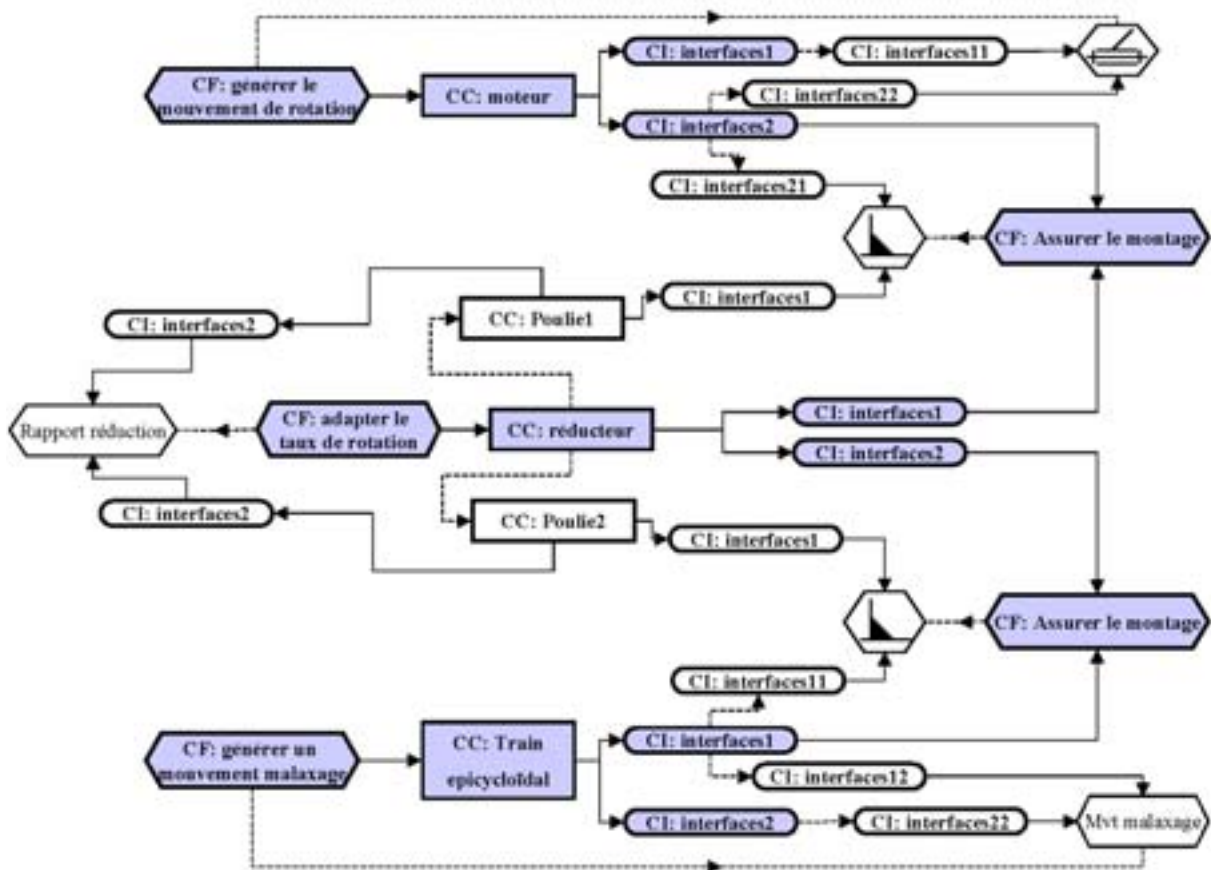 CI: interfaces1
CI: interfaces11
CF: générer le
mouvement de rotation
CC: moteur
CI: interfaces22
CI: interfaces2
CI: interfaces21
CF: Assurer le montage
CI: interfaces1
CC: Poulie1
CI: interfaces2
CF: adapter le
taux de rotation
CC: réducteur
CI: interfaces1
Rapport réduction
CI: interfaces2
CI: interfaces2
CC: Poulie2
CI: interfaces1
CF: Assurer le montage
CI: interfaces11
CF: générer un
mouvement malaxage
CC: Train
epicycloïdal
CI: interfaces1
CI: interfaces12
CI: interfaces2
CI: interfaces22
Mvt malaxage